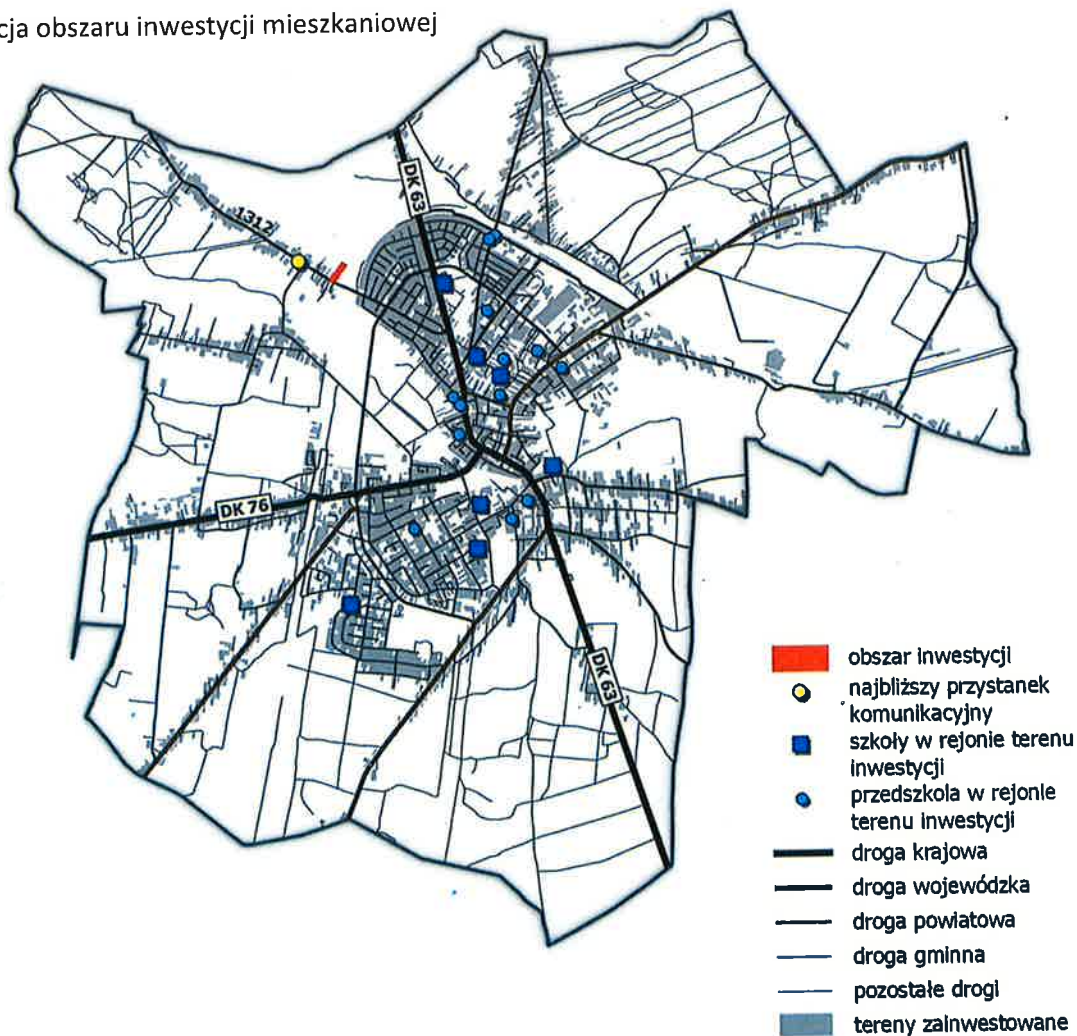 cja obszaru inwestycji mieszkaniowej
DK 63
1312
DK 76
DK 63
obszar inwestycji
najbliższy przystanek
komunikacyjny
szkoły w rejonie terenu
inwestycji
przedszkola w rejonie
terenu inwestycji
droga krajowa
droga wojewódzka
droga powiatowa
droga gminna
pozostałe drogi
tereny zainwestowane